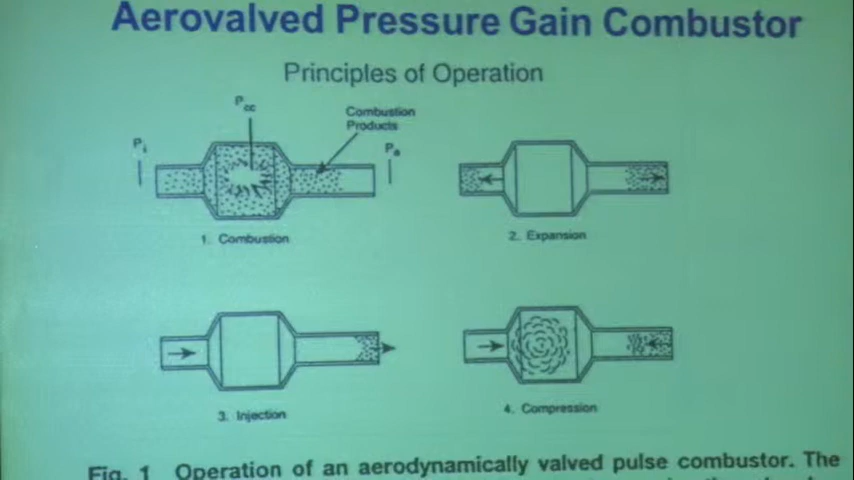 Aerovalved Pressure Gain Combustor
Principles of Operation
Pcc
Combustion
Products
Pi
Pe
1. Combustion
2. Expansion
3. Injection
4. Compression
Fig. 1 Operation of an aerodynamically valved pulse combustor. The